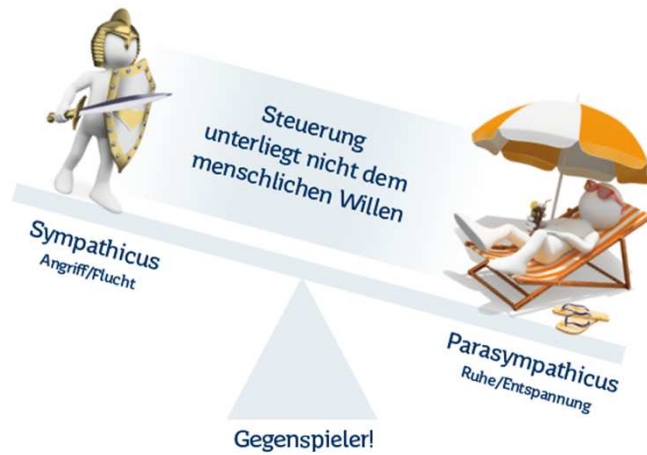 Steuerung
unterliegt nicht dem
menschlichen Willen
Sympathicus
Angriff/Flucht
Parasympathicus
Ruhe/Entspannung
Gegenspieler!